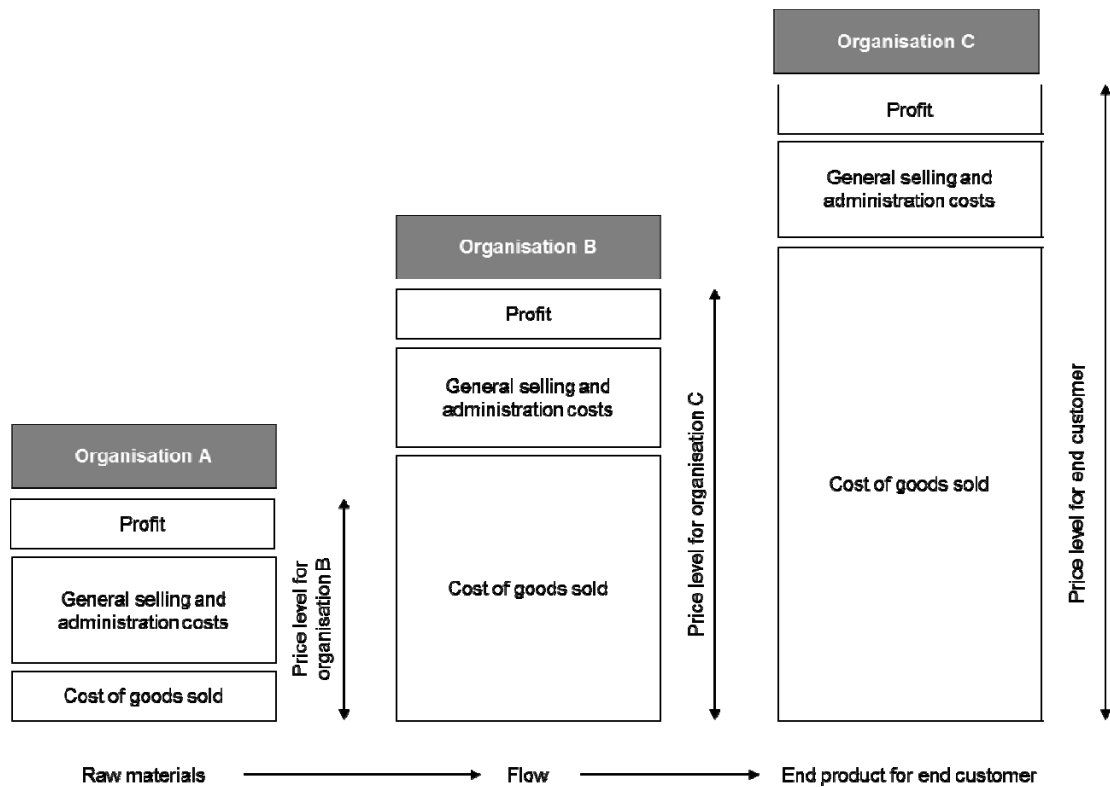 Organisation A
Profit
General selling and
administration costs
Cost of goods sold
Price level for
organisation B
Organisation B
Profit
General selling and
administration costs
Cost of goods sold
Price level for organisation C
Organisation C
Profit
General selling and
administration costs
Cost of goods sold
Price level for end customer
Raw materials
Flow
End product for end customer